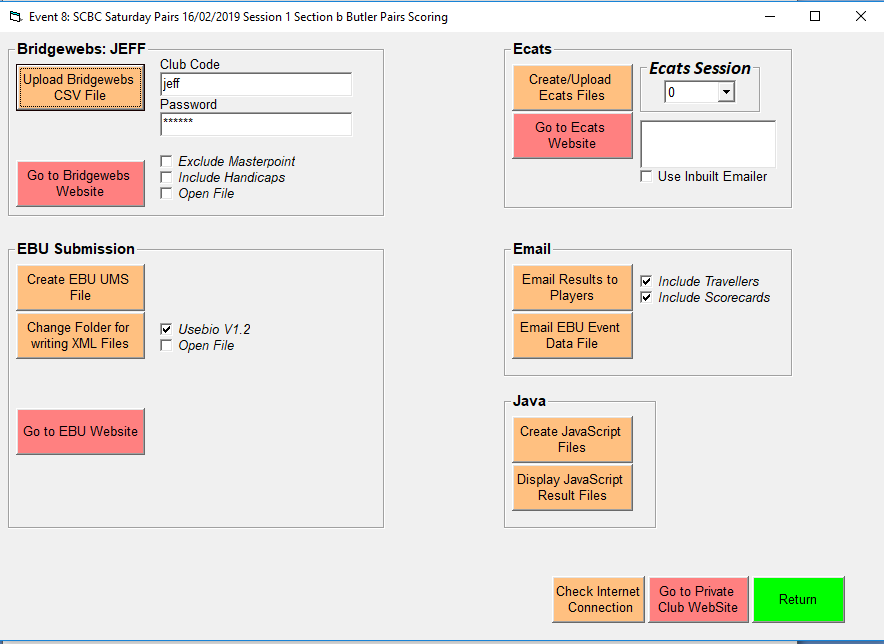 Event 8: SCBC Saturday Pairs 16/02/2019 Session 1 Section b Butler Pairs Scoring
Bridgewebs: JEFF
Upload Bridgewebs
CSV File
Club Code
jeff
Password
******
Go to Bridgewebs
Website
Exclude Masterpoint
Include Handicaps
Open File
Ecats
Create/Upload
Ecats Files
Ecats Session
0
Go to Ecats
Website
Use Inbuilt Emailer
EBU Submission
Create EBU UMS
File
Change Folder for
writing XML Files
Usebio V1.2
Open File
Go to EBU Website
Email
Email Results to
Players
Include Travellers
Include Scorecards
Email EBU Event
Data File
Java
Create JavaScript
Files
Display JavaScript
Result Files
Check Internet
Connection
Go to Private
Club WebSite
Return